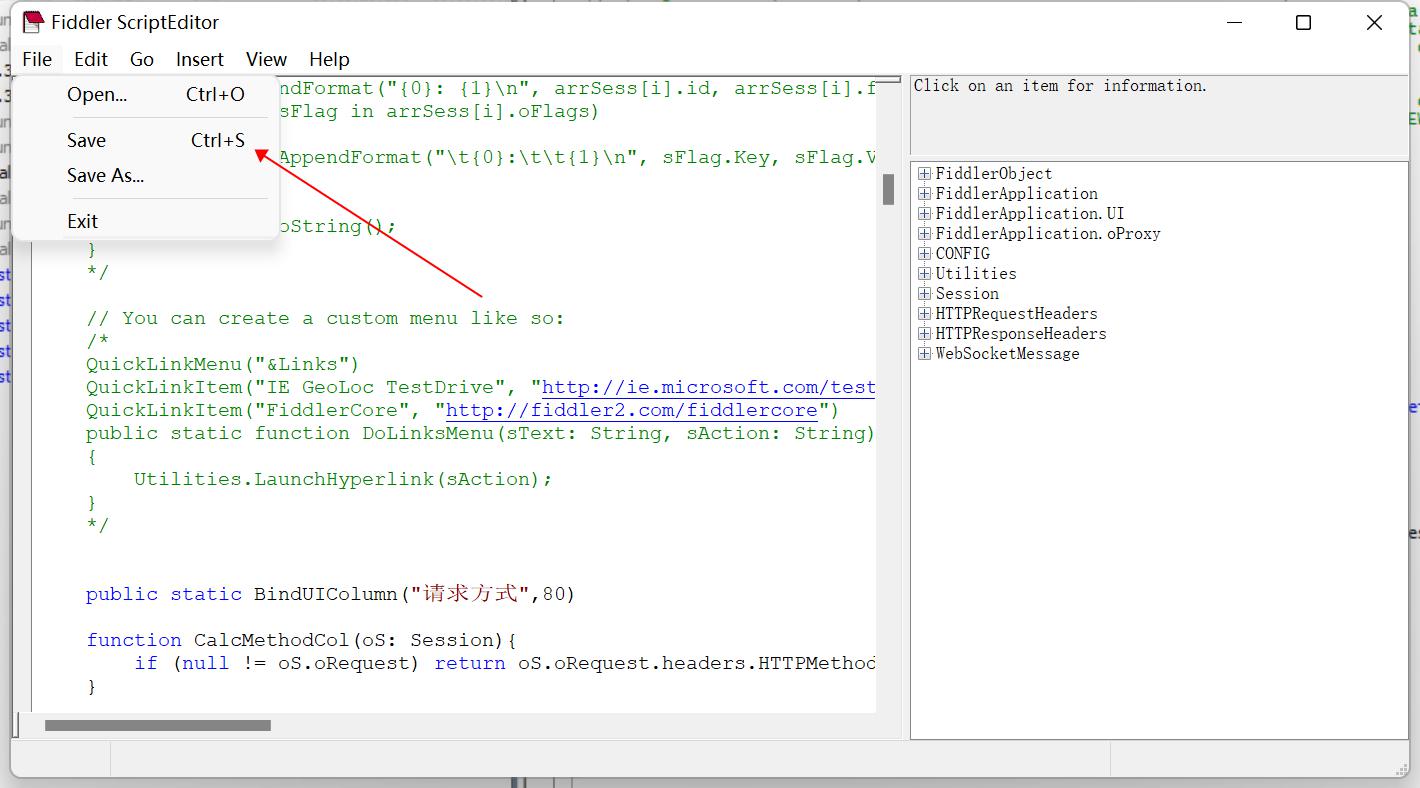 Fiddler ScriptEditor
File Edit Go Insert View Help
Open... Ctrl+O
Save Ctrl+S
Save As...
Exit
ndFormat("{0}: {1}\n", arrSess[i].id, arrSess[i].f
sFlag in arrSess[i].oFlags)
AppendFormat("\t{0}:\t\t{1}\n", sFlag.Key, sFlag.V
oString();
}
*/
// You can create a custom menu like so:
/*
QuickLinkMenu("&Links")
QuickLinkItem("IE GeoLoc TestDrive", "http://ie.microsoft.com/test
QuickLinkItem("FiddlerCore", "http://fiddler2.com/fiddlercore")
public static function DoLinksMenu(sText: String, sAction: String)
{
Utilities.LaunchHyperlink(sAction);
}
*/
public static BindUIColumn("请求方式",80)
function CalcMethodCol(oS: Session){
if (null != oS.oRequest) return oS.oRequest.headers.HTTPMethod
}
Click on an item for information.
FiddlerObject
FiddlerApplication
FiddlerApplication.UI
FiddlerApplication.oProxy
CONFIG
Utilities
Session
HTTPRequestHeaders
HTTPResponseHeaders
WebSocketMessage